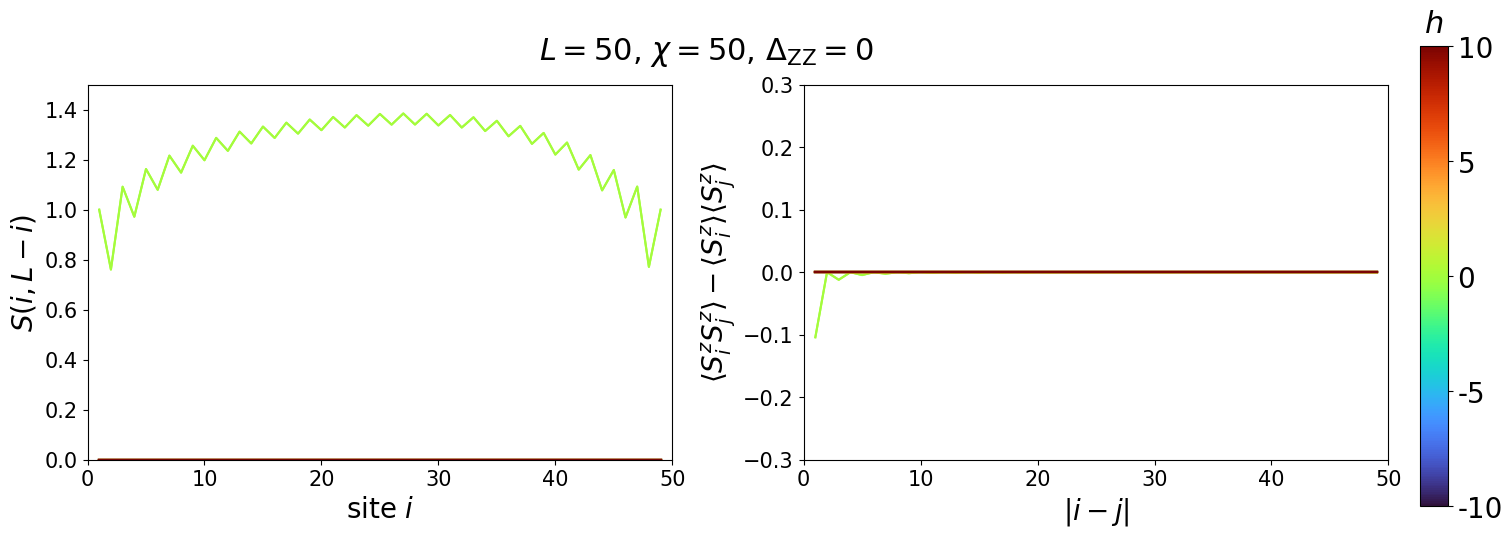 h
L = 50, χ = 50, Δ_ZZ = 0
S(i, L − i)
1.4
1.2
1.0
0.8
0.6
0.4
0.2
0.0
0 10 20 30 40 50
site i
⟨S_i^z S_j^z⟩ − ⟨S_i^z⟩⟨S_j^z⟩
0.3
0.2
0.1
0.0
−0.1
−0.2
−0.3
0 10 20 30 40 50
|i − j|
10
5
0
-5
-10